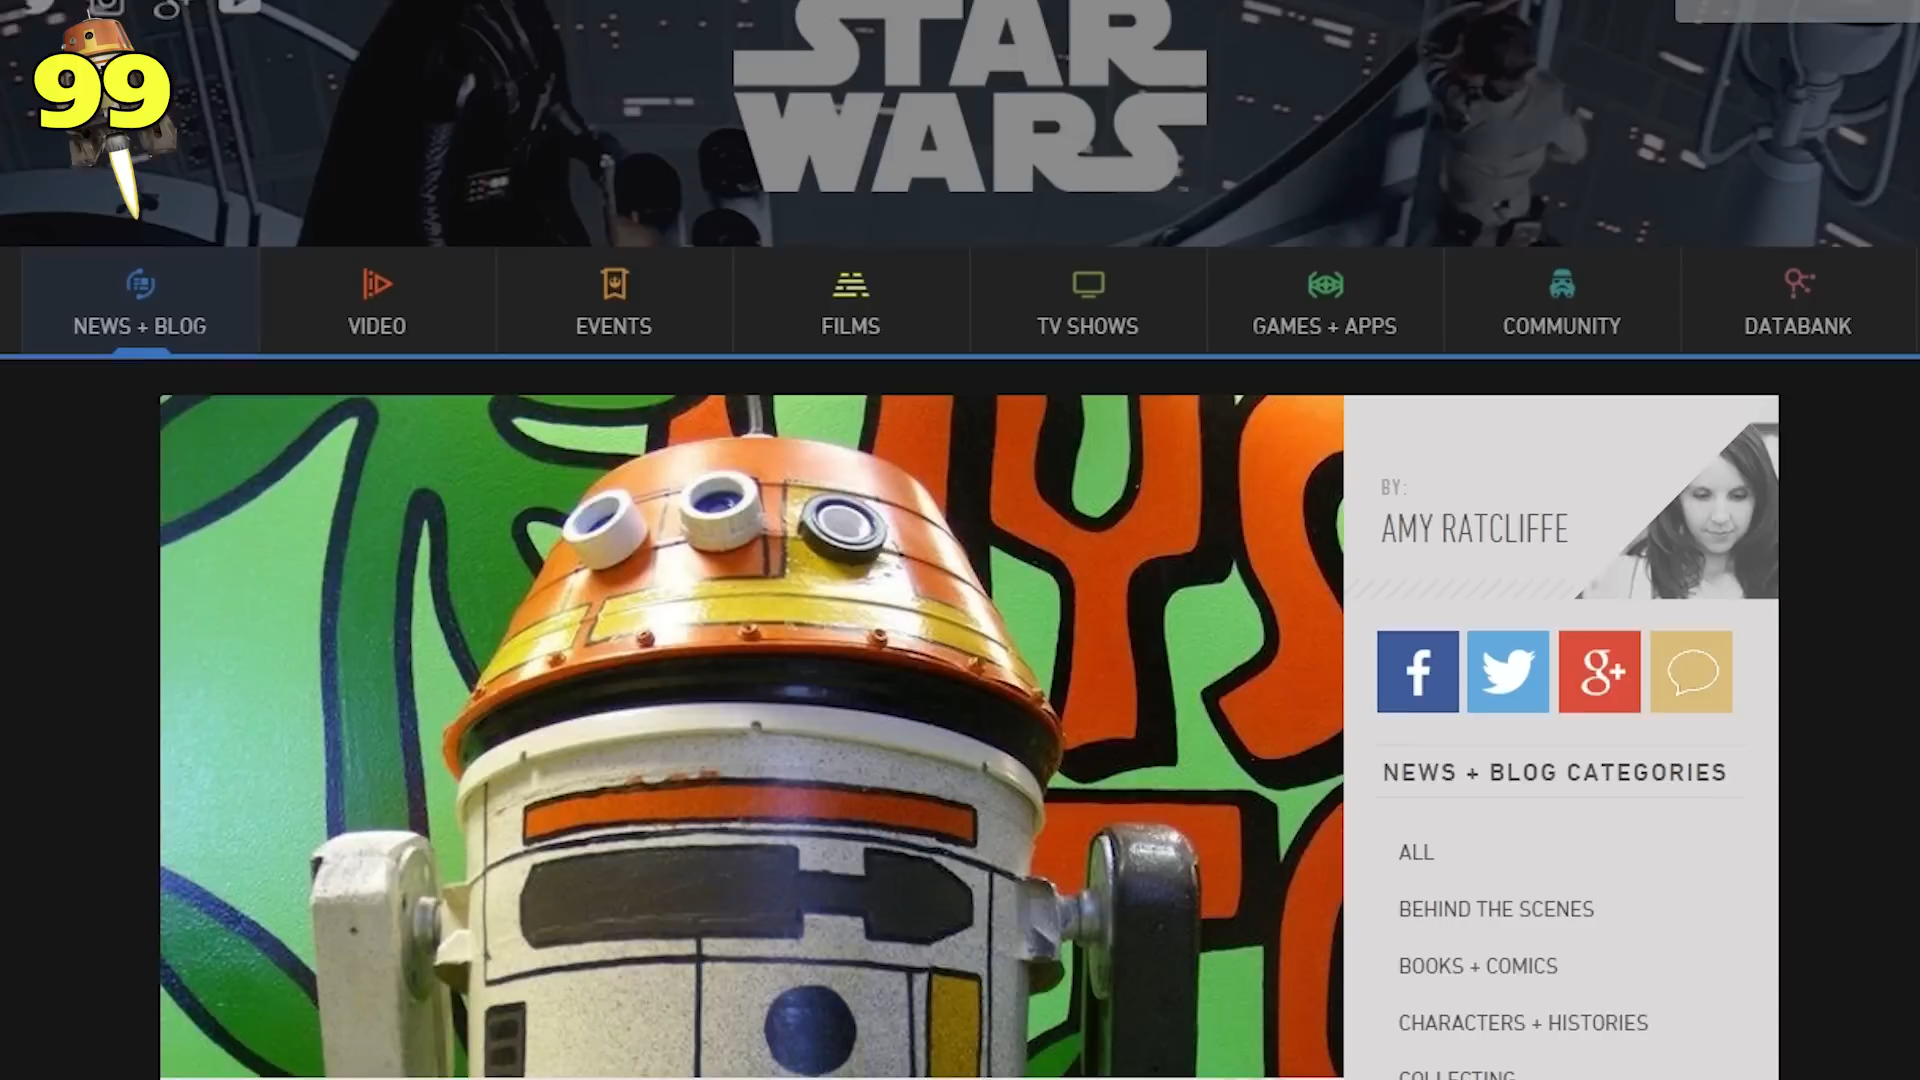 99
STAR
WARS
NEWS + BLOG
VIDEO
EVENTS
FILMS
TV SHOWS
GAMES + APPS
COMMUNITY
DATABANK
BY:
AMY RATCLIFFE
f
g+
NEWS + BLOG CATEGORIES
ALL
BEHIND THE SCENES
BOOKS + COMICS
CHARACTERS + HISTORIES
COLLECTING